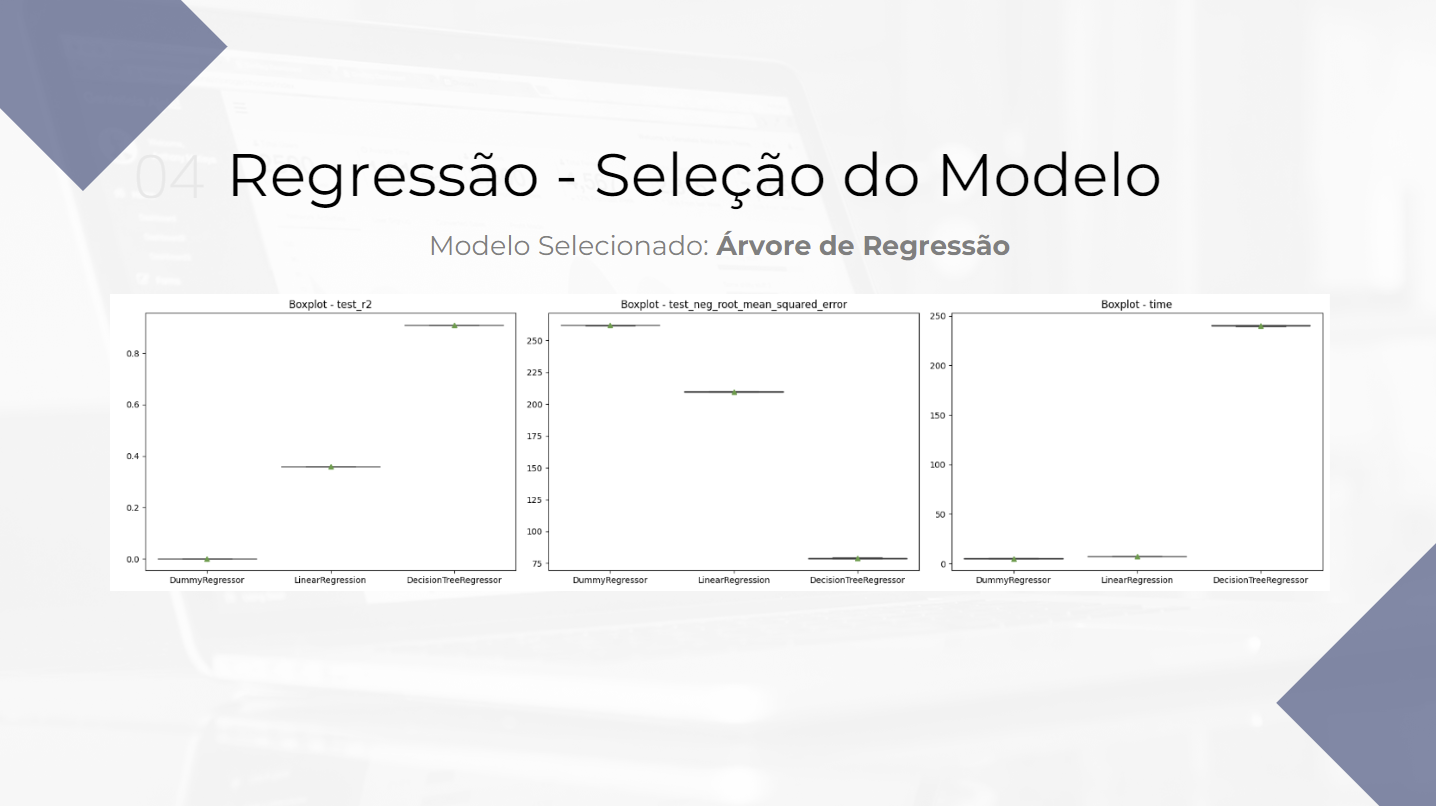 04 Regressão - Seleção do Modelo
Modelo Selecionado: Árvore de Regressão
Boxplot - test_r2
0.8
0.6
0.4
0.2
0.0
DummyRegressor LinearRegression DecisionTreeRegressor
Boxplot - test_neg_root_mean_squared_error
250
225
200
175
150
125
100
75
DummyRegressor LinearRegression DecisionTreeRegressor
Boxplot - time
250
200
150
100
50
0
DummyRegressor LinearRegression DecisionTreeRegressor